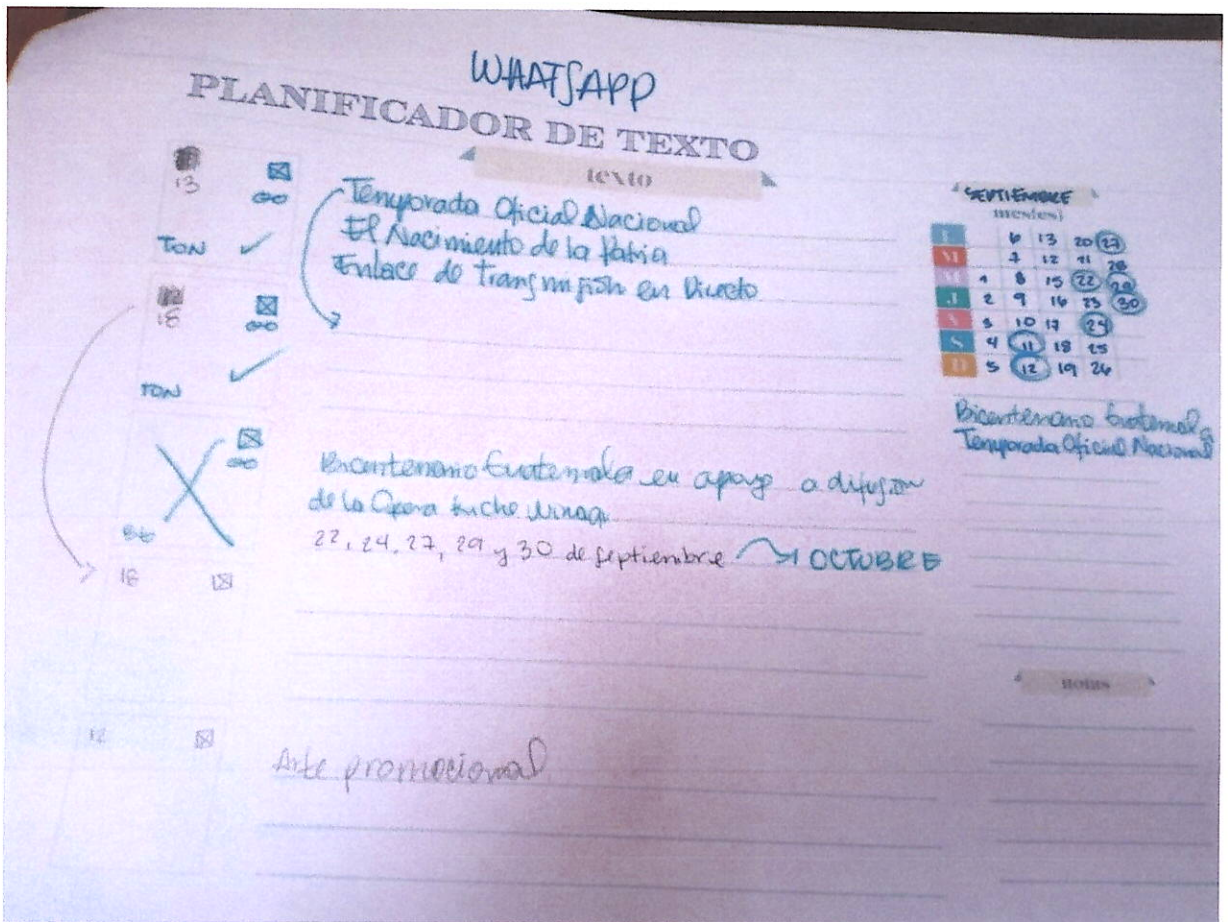 WHATSAPP
PLANIFICADOR DE TEXTO
texto
13
TON
Temporada Oficial Nacional
El Nacimiento de la Patria
Enlace de transmisión en Directo
18
TON
Bicentenario Guatemala en apoyo a difusión
de la Opera
22, 24, 27, 29 y 30 de septiembre OCTUBRE
18
12
Arte promocional
SEPTIEMBRE
mes(es)
L 6 13 20 27
M 7 12 21 28
M 1 8 15 22 29
J 2 9 16 23 30
V 3 10 17 24
S 4 11 18 25
D 5 12 19 26
Bicentenario Guatemala
Temporada Oficial Nacional
notas